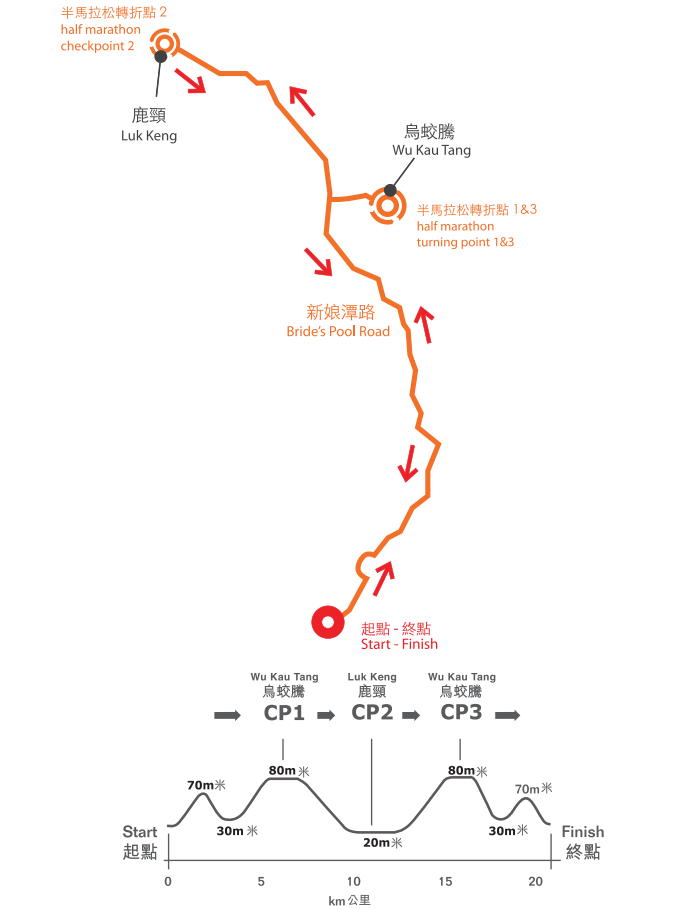 半馬拉松轉折點 2
half marathon
checkpoint 2
鹿頸
Luk Keng
烏蛟騰
Wu Kau Tang
半馬拉松轉折點 1&3
half marathon
turning point 1&3
新娘潭路
Bride's Pool Road
起點 - 終點
Start - Finish
Wu Kau Tang
烏蛟騰
CP1
Luk Keng
鹿頸
CP2
Wu Kau Tang
烏蛟騰
CP3
80m米
80m米
70m米
70m米
30m 米
30m米
20m米
Start
起點
Finish
終點
0
5
10
15
20
km公里